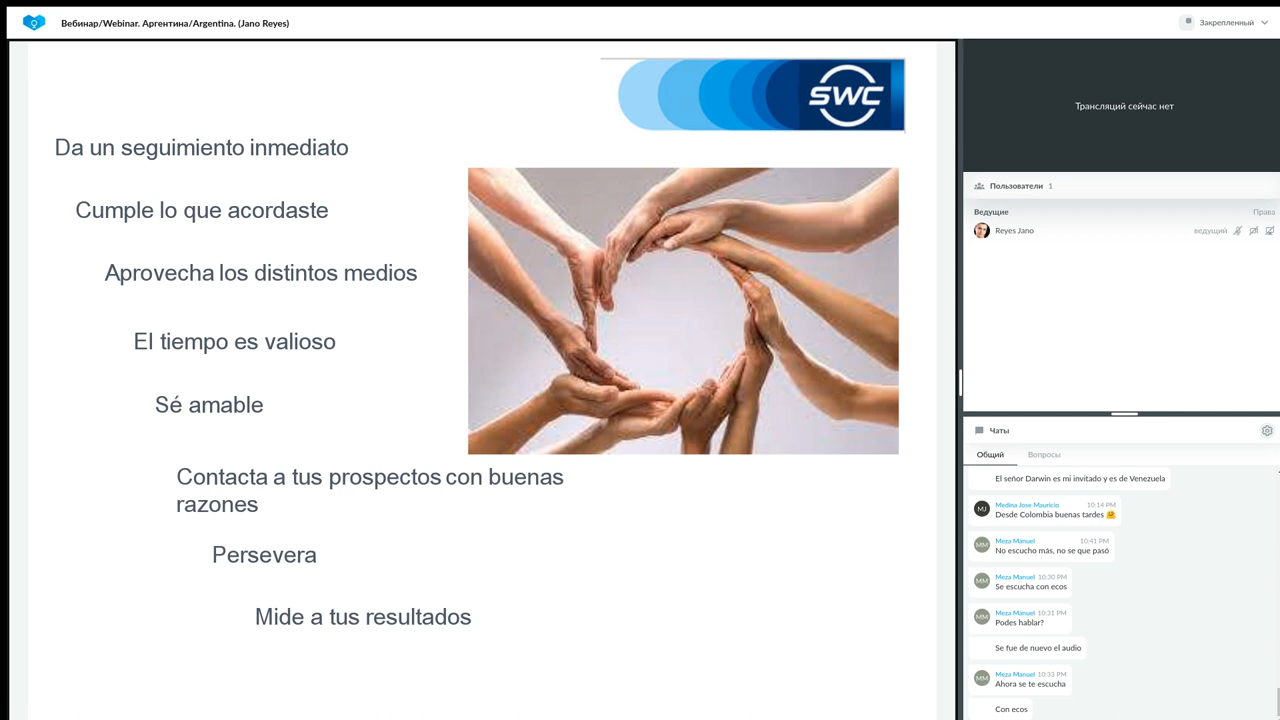 Вебинар/Webinar. Аргентина/Argentina. (Jano Reyes)
Закрепленный
SWC
Da un seguimiento inmediato
Cumple lo que acordaste
Aprovecha los distintos medios
El tiempo es valioso
Sé amable
Contacta a tus prospectos con buenas
razones
Persevera
Mide a tus resultados
Трансляций сейчас нет
Пользователи 1
Ведущие Права
Reyes Jano ведущий
Чаты
Общий Вопросы
El señor Darwin es mi invitado y es de Venezuela
MJ Medina Jose Mauricio 10:14 PM
Desde Colombia buenas tardes 🤗
MM Meza Manuel 10:41 PM
No escucho más, no se que pasó
MM Meza Manuel 10:30 PM
Se escucha con ecos
MM Meza Manuel 10:31 PM
Podes hablar?
Se fue de nuevo el audio
MM Meza Manuel 10:33 PM
Ahora se te escucha
Con ecos